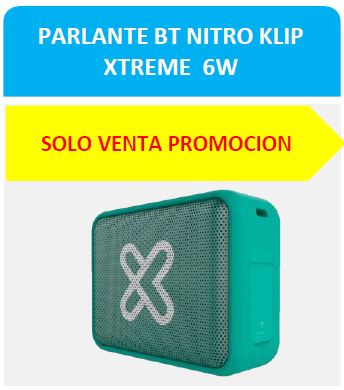 PARLANTE BT NITRO KLIP
XTREME  6W
SOLO VENTA PROMOCION